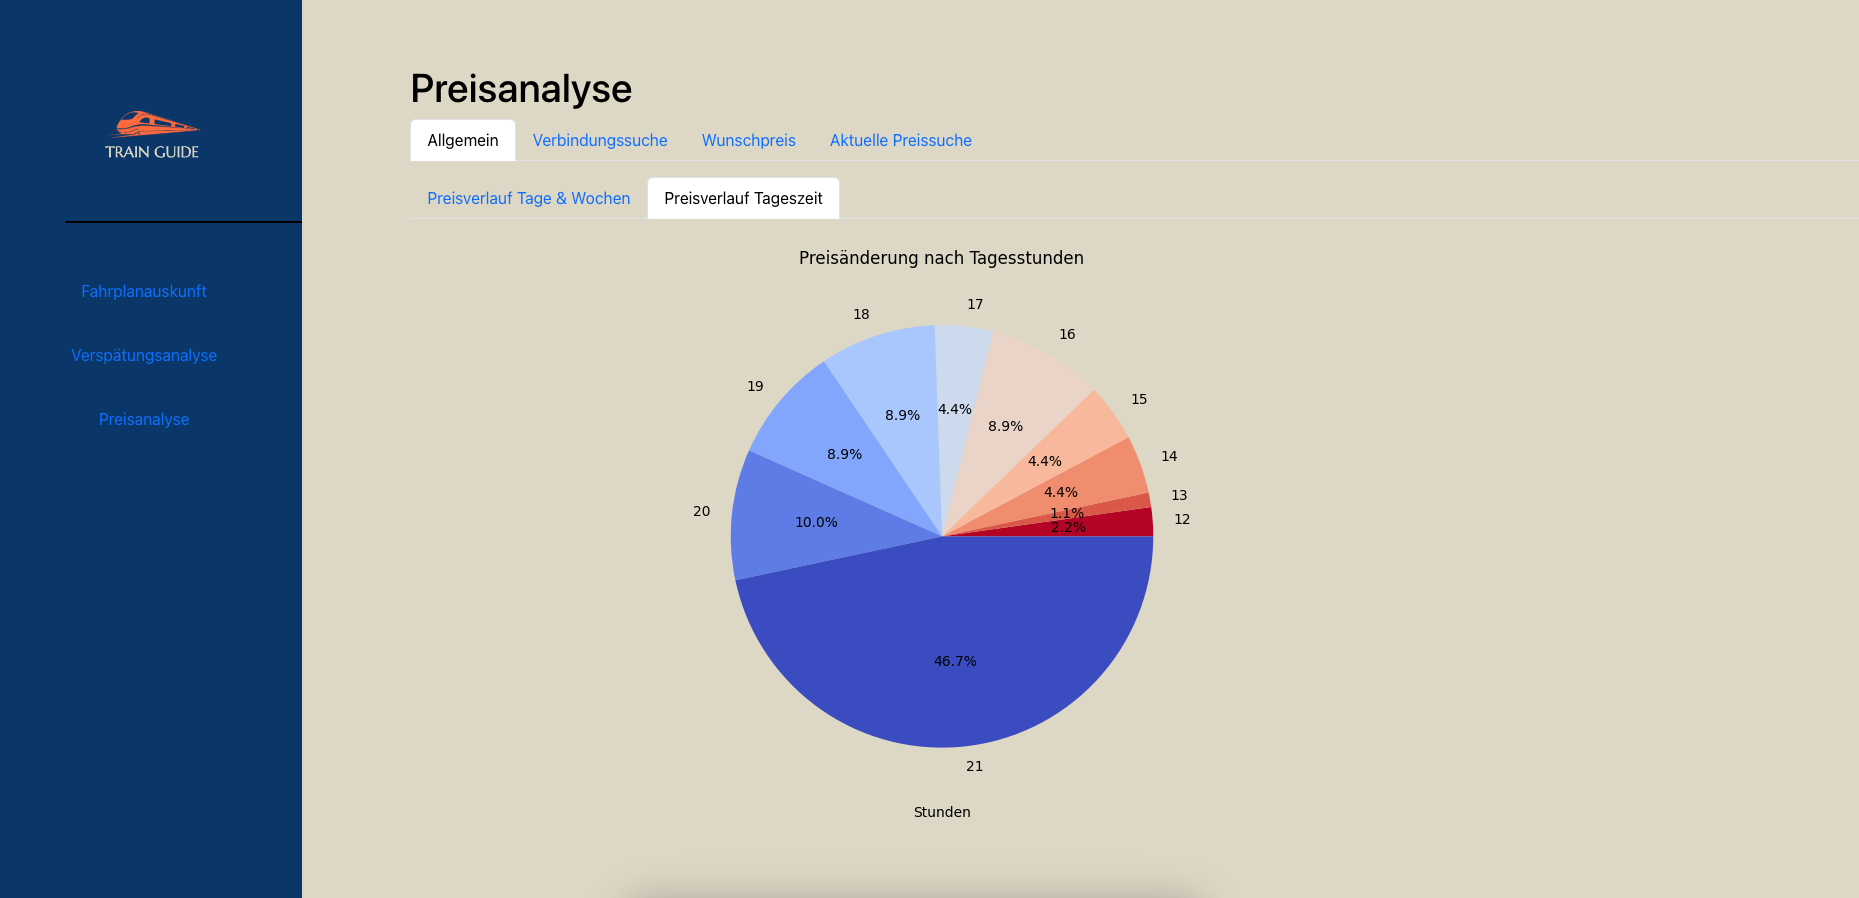 TRAIN GUIDE
Fahrplanauskunft
Verspätungsanalyse
Preisanalyse
Preisanalyse
Allgemein Verbindungssuche Wunschpreis Aktuelle Preissuche
Preisverlauf Tage & Wochen Preisverlauf Tageszeit
Preisänderung nach Tagesstunden
17
18
16
19
15
8.9% 4.4%
8.9%
8.9%
4.4%
14
4.4%
13
20
10.0%
1.1%
12
2.2%
46.7%
21
Stunden